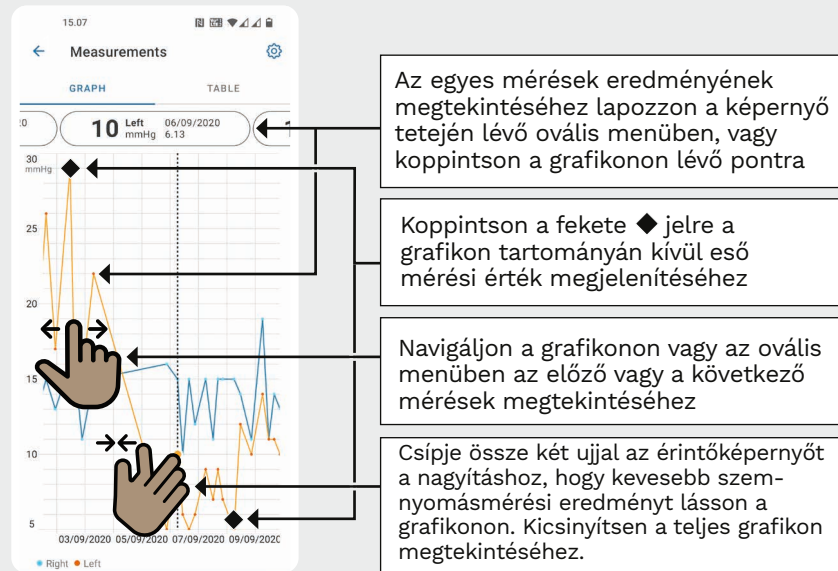 15.07
Measurements
GRAPH TABLE
10 Left mmHg 06/09/2020 6.13
30
mmHg
25
20
15
10
5
03/09/2020 05/09/2020 07/09/2020 09/09/2020
Right Left
Az egyes mérések eredményének
megtekintéséhez lapozzon a képernyő
tetején lévő ovális menüben, vagy
koppintson a grafikonon lévő pontra
Koppintson a fekete ◆ jelre a
grafikon tartományán kívül eső
mérési érték megjelenítéséhez
Navigáljon a grafikonon vagy az ovális
menüben az előző vagy a következő
mérések megtekintéséhez
Csípje össze két ujjal az érintőképernyőt
a nagyításhoz, hogy kevesebb szem-
nyomásmérési eredményt lásson a
grafikonon. Kicsinyítsen a teljes grafikon
megtekintéséhez.